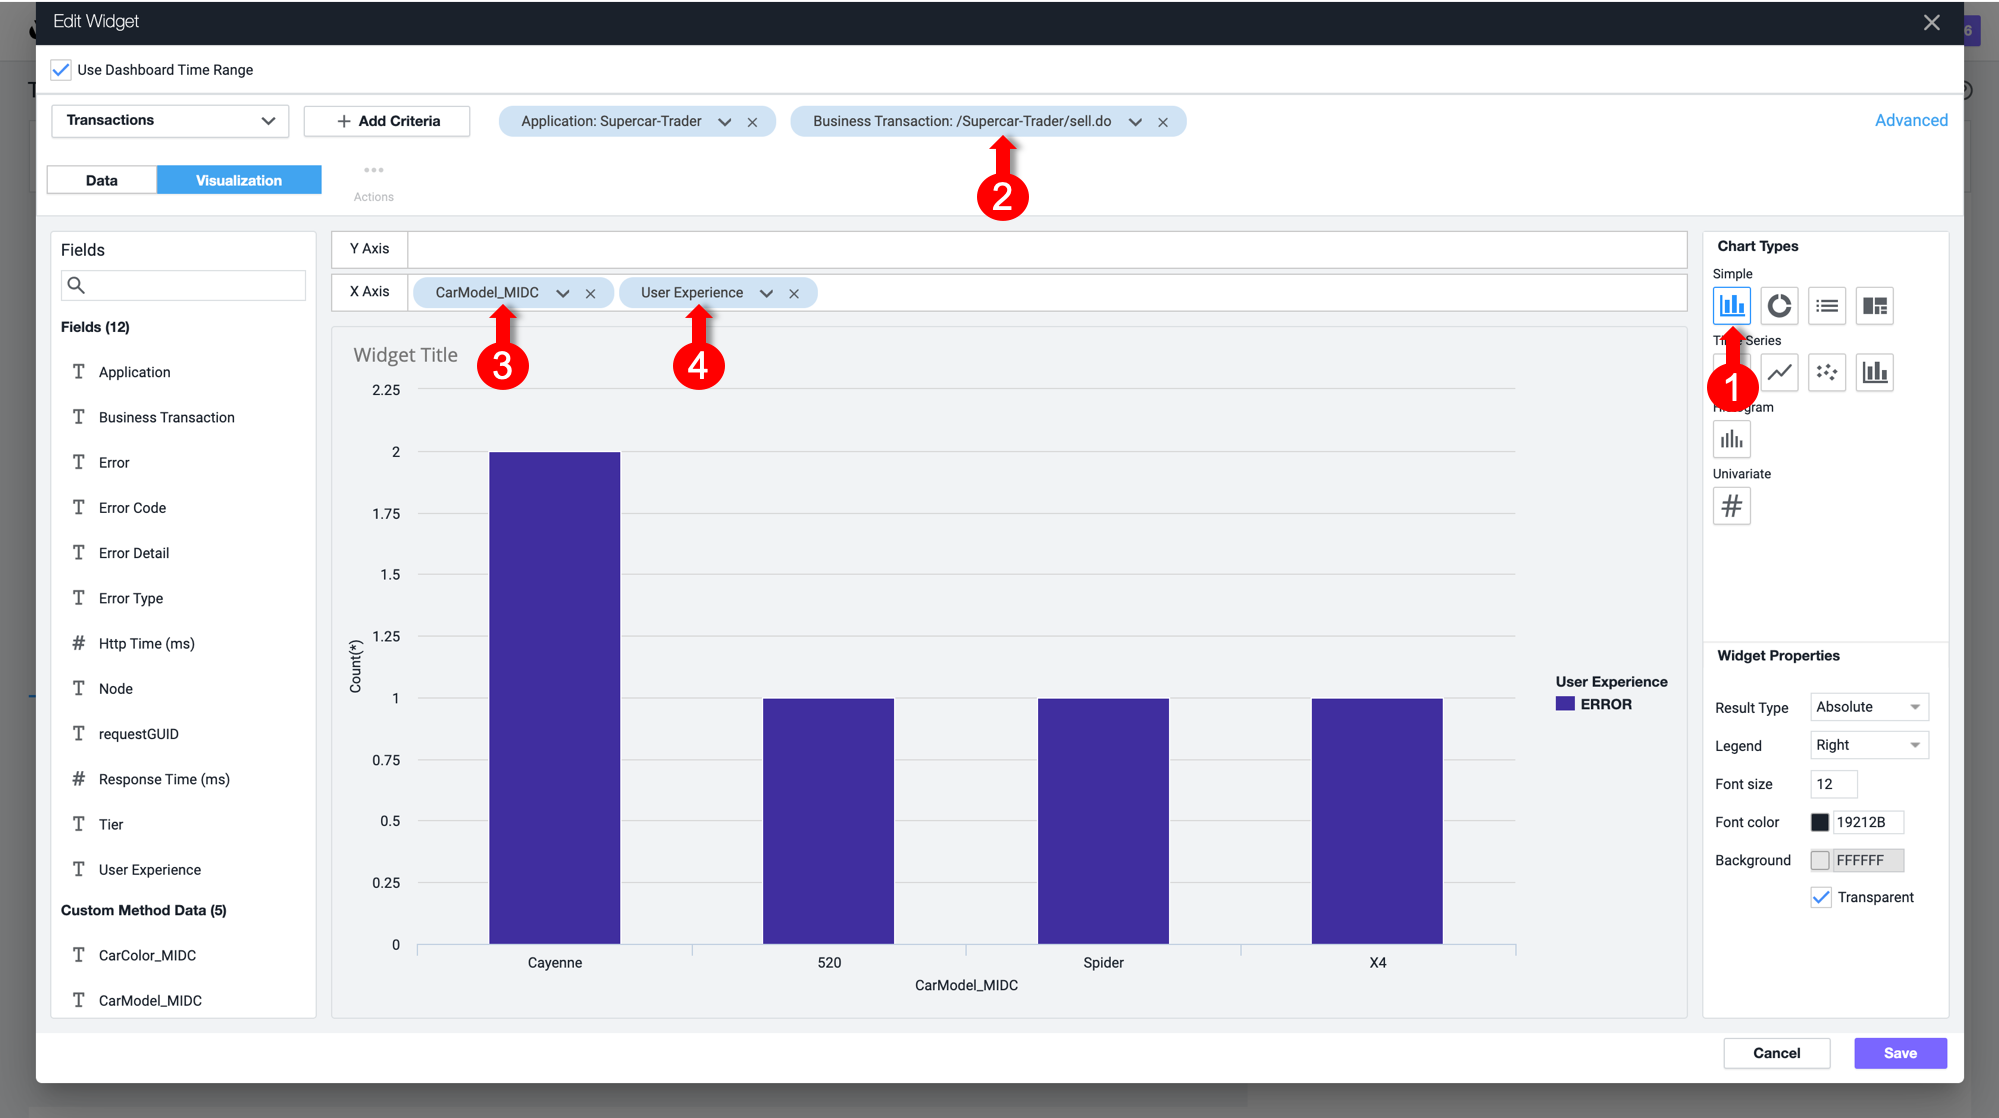 Edit Widget
6
Use Dashboard Time Range
Transactions
Add Criteria
Application: Supercar-Trader
Business Transaction: /Supercar-Trader/sell.do
Advanced
Data
Visualization
Actions
2
Fields
Fields (12)
Application
Business Transaction
Error
Error Code
Error Detail
Error Type
# Http Time (ms)
Node
requestGUID
# Response Time (ms)
Tier
User Experience
Custom Method Data (5)
CarColor_MIDC
CarModel_MIDC
Y Axis
X Axis
CarModel_MIDC
User Experience
3
4
Widget Title
2.25
2
1.75
1.5
1.25
1
0.75
0.5
0.25
0
Count(*)
Cayenne
520
Spider
X4
CarModel_MIDC
User Experience
ERROR
Chart Types
Simple
Series
1
Univariate
#
Widget Properties
Result Type
Absolute
Legend
Right
Font size
12
Font color
19212B
Background
FFFFFF
Transparent
Cancel
Save